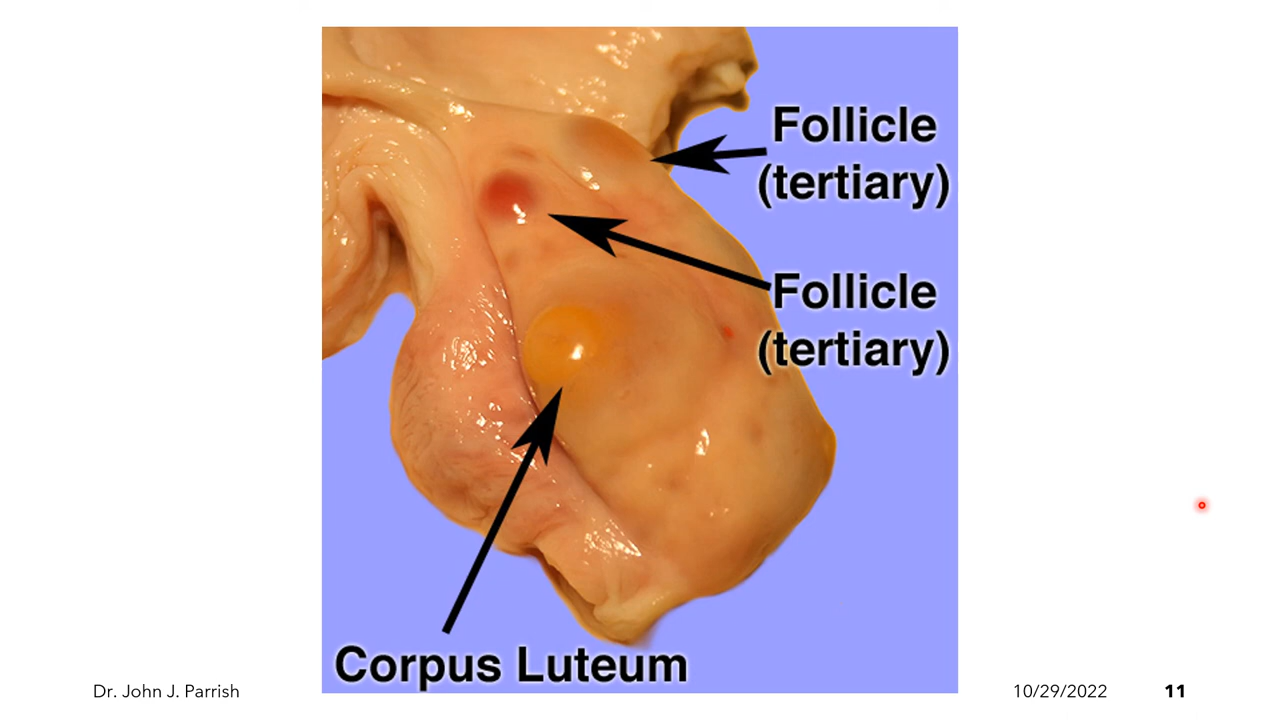 Follicle
(tertiary)
Follicle
(tertiary)
Corpus Luteum
Dr. John J. Parrish
10/29/2022
11